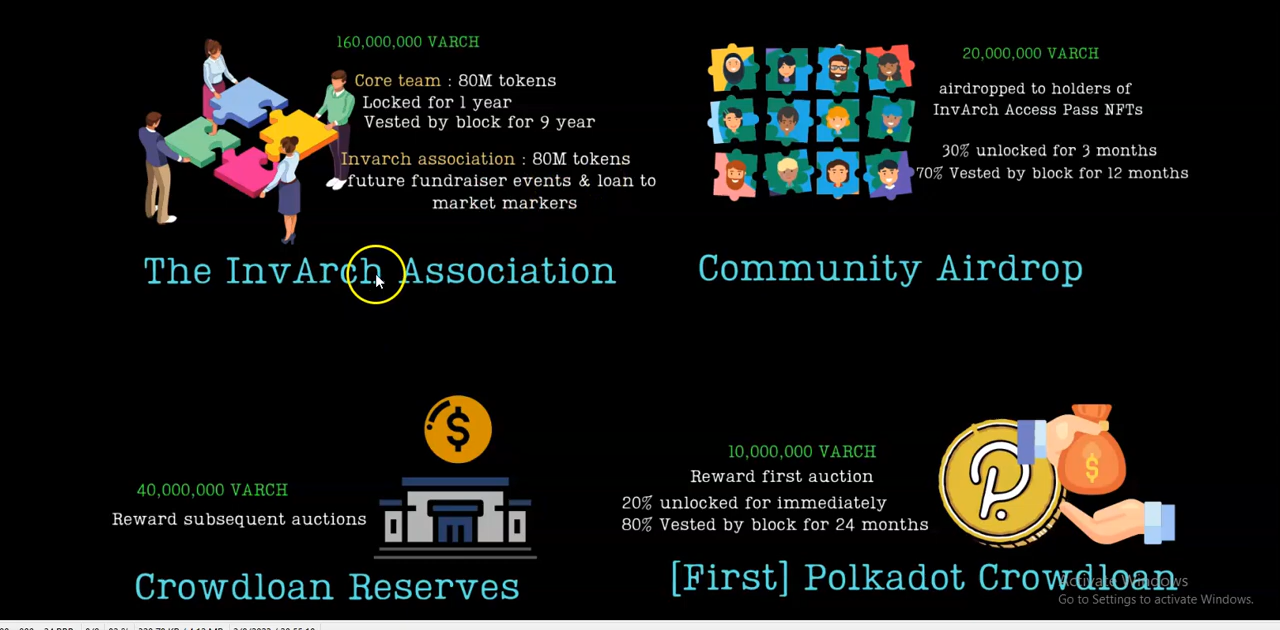 160,000,000 VARCH
Core team : 80M tokens
Locked for 1 year
Vested by block for 9 year
Invarch association : 80M tokens
future fundraiser events & loan to
market markers
The InvArch Association
20,000,000 VARCH
airdropped to holders of
InvArch Access Pass NFTs
30% unlocked for 3 months
70% Vested by block for 12 months
Community Airdrop
40,000,000 VARCH
Reward subsequent auctions
Crowdloan Reserves
10,000,000 VARCH
Reward first auction
20% unlocked for immediately
80% Vested by block for 24 months
[First] Polkadot Crowdloan
Activate Windows
Go to Settings to activate Windows.